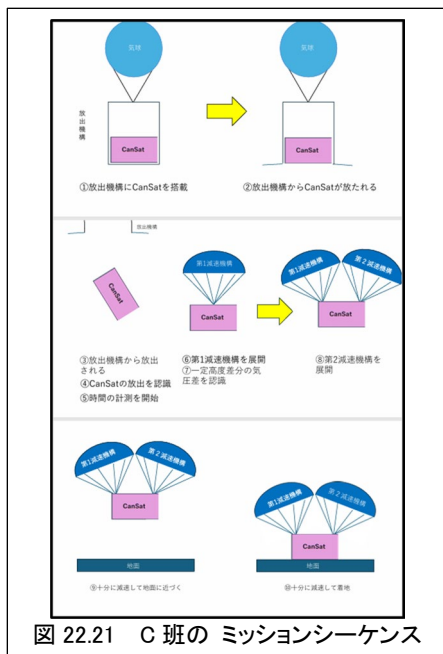 気球
気球
放出機構
CanSat
CanSat
①放出機構にCanSatを搭載
②放出機構からCanSatが放たれる
放出機構
CanSat
第1減速機構
CanSat
第1減速機構
第2減速機構
CanSat
③放出機構から放出
される
④CanSatの放出を認識
⑤時間の計測を開始
⑥第1減速機構を展開
⑦一定高度差分の気
圧差を認識
⑧第2減速機構を
展開
第1減速機構
第2減速機構
CanSat
地面
⑨十分に減速して地面に近づく
第1減速機構
第2減速機構
CanSat
地面
⑩十分に減速して着地
図 22.21 C 班の ミッションシーケンス